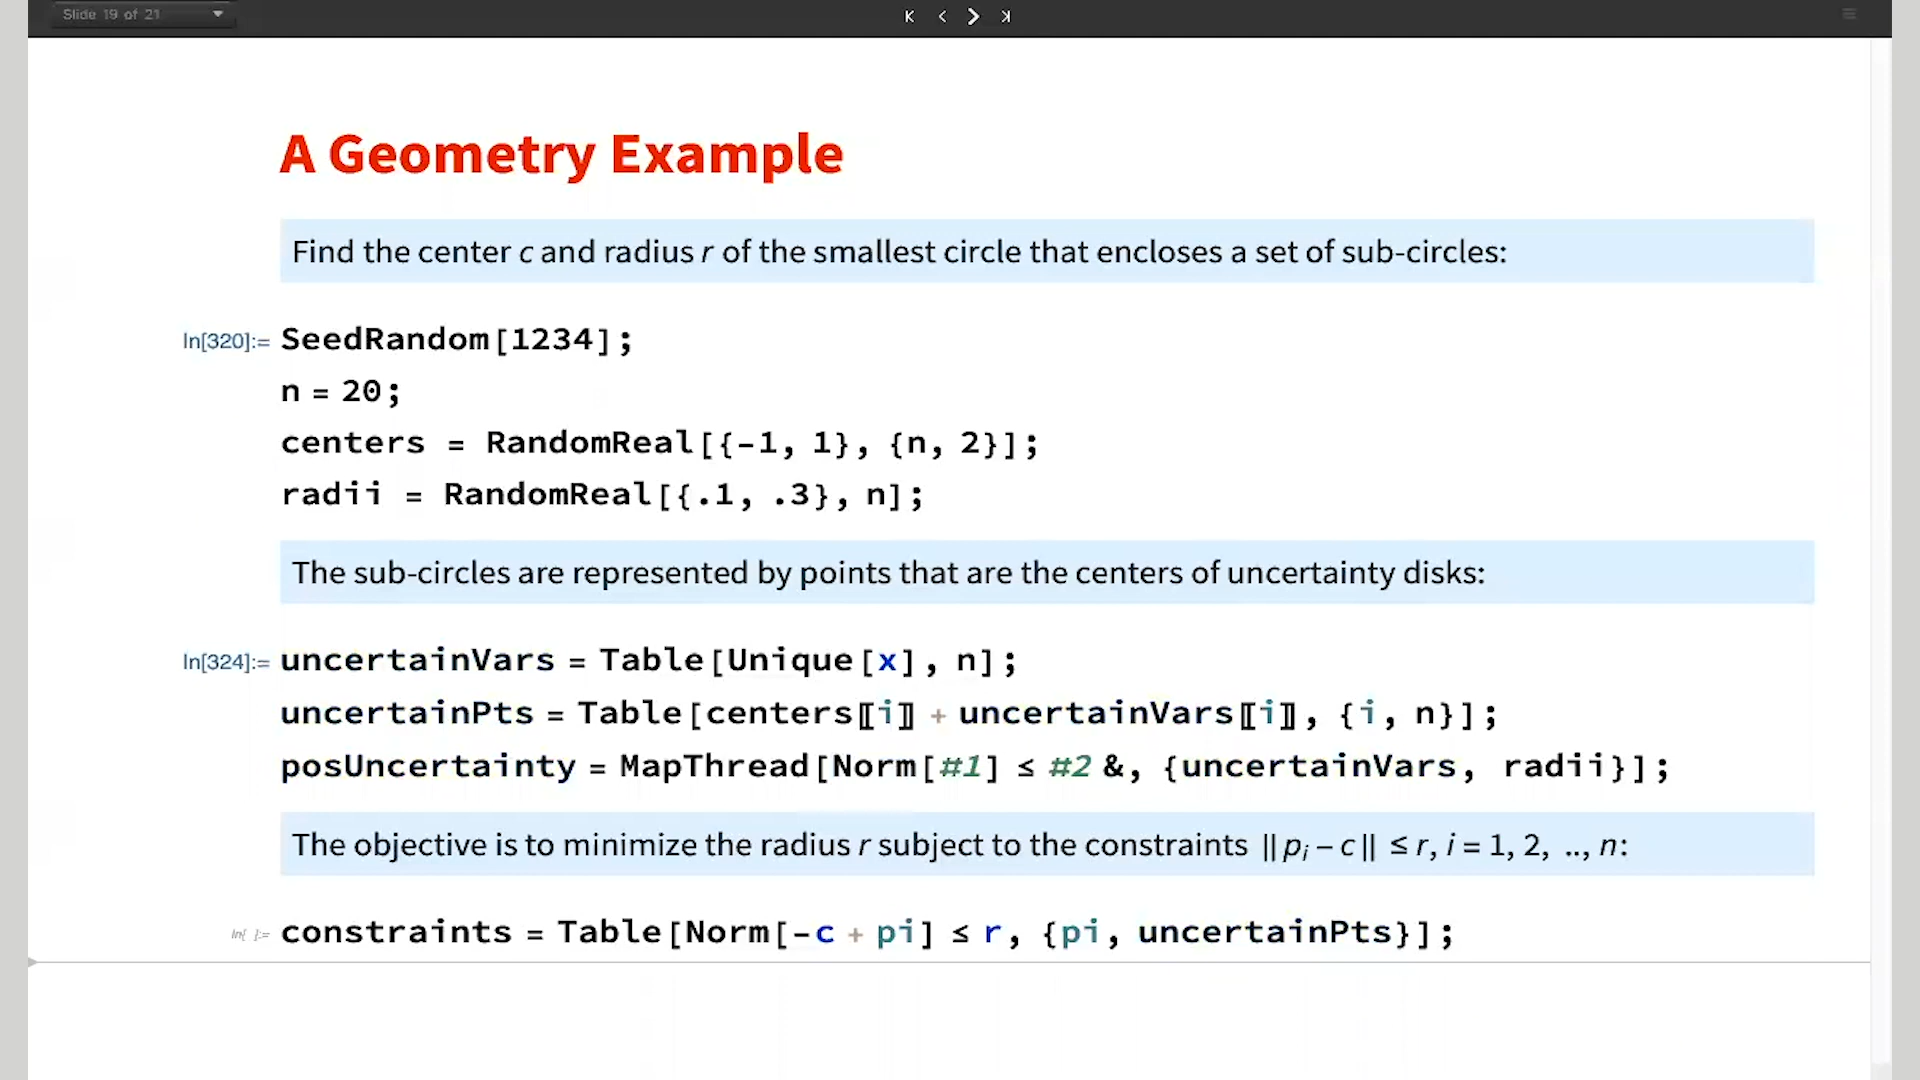 Slide 19 of 21
A Geometry Example
Find the center c and radius r of the smallest circle that encloses a set of sub-circles:
In[320]:= SeedRandom[1234];
n = 20;
centers = RandomReal[{-1, 1}, {n, 2}];
radii = RandomReal[{.1, .3}, n];
The sub-circles are represented by points that are the centers of uncertainty disks:
In[324]:= uncertainVars = Table[Unique[x], n];
uncertainPts = Table[centers〚i〛 + uncertainVars〚i〛, {i, n}];
posUncertainty = MapThread[Norm[#1] ≤ #2 &, {uncertainVars, radii}];
The objective is to minimize the radius r subject to the constraints ‖pᵢ − c‖ ≤ r, i = 1, 2, .., n:
In[ ]:= constraints = Table[Norm[-c + pi] ≤ r, {pi, uncertainPts}];